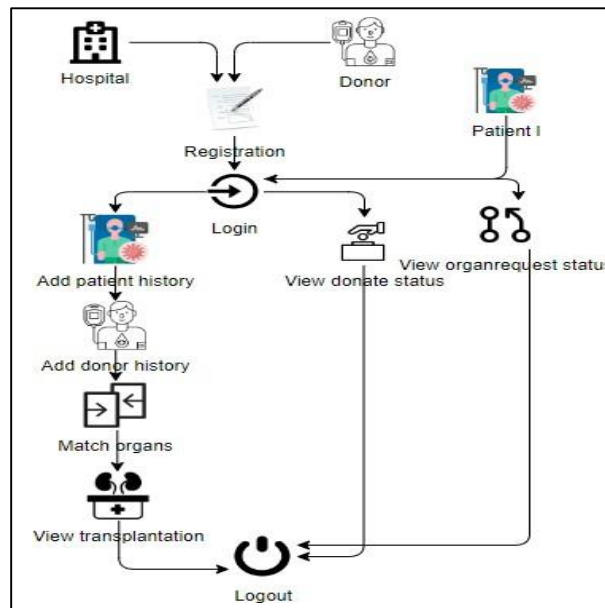 Hospital
Donor
Patient I
Registration
Login
Add patient history
View donate status
View organrequest status
Add donor history
Match organs
View transplantation
Logout